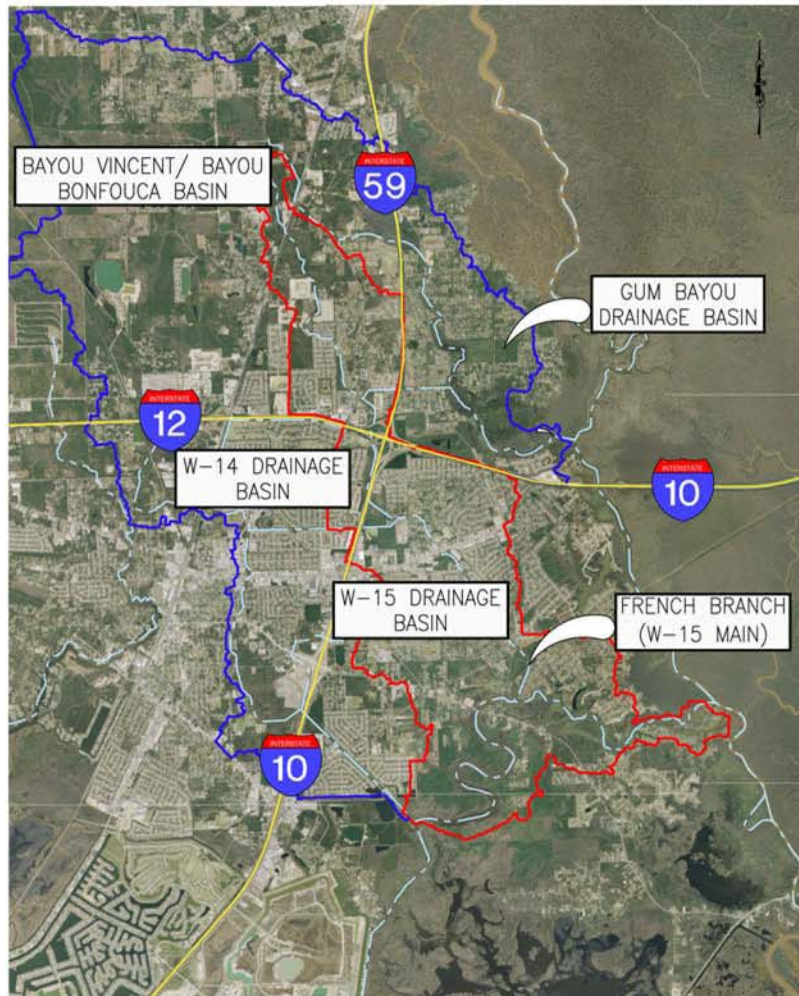 BAYOU VINCENT/ BAYOU
BONFOUCA BASIN
INTERSTATE
59
GUM BAYOU
DRAINAGE BASIN
INTERSTATE
12
W-14 DRAINAGE
BASIN
INTERSTATE
10
W-15 DRAINAGE
BASIN
FRENCH BRANCH
(W-15 MAIN)
INTERSTATE
10